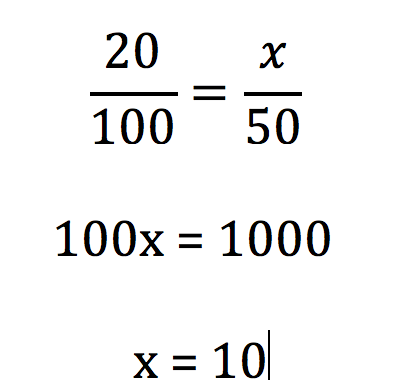 20/100 = x/50
100x = 1000
x = 10